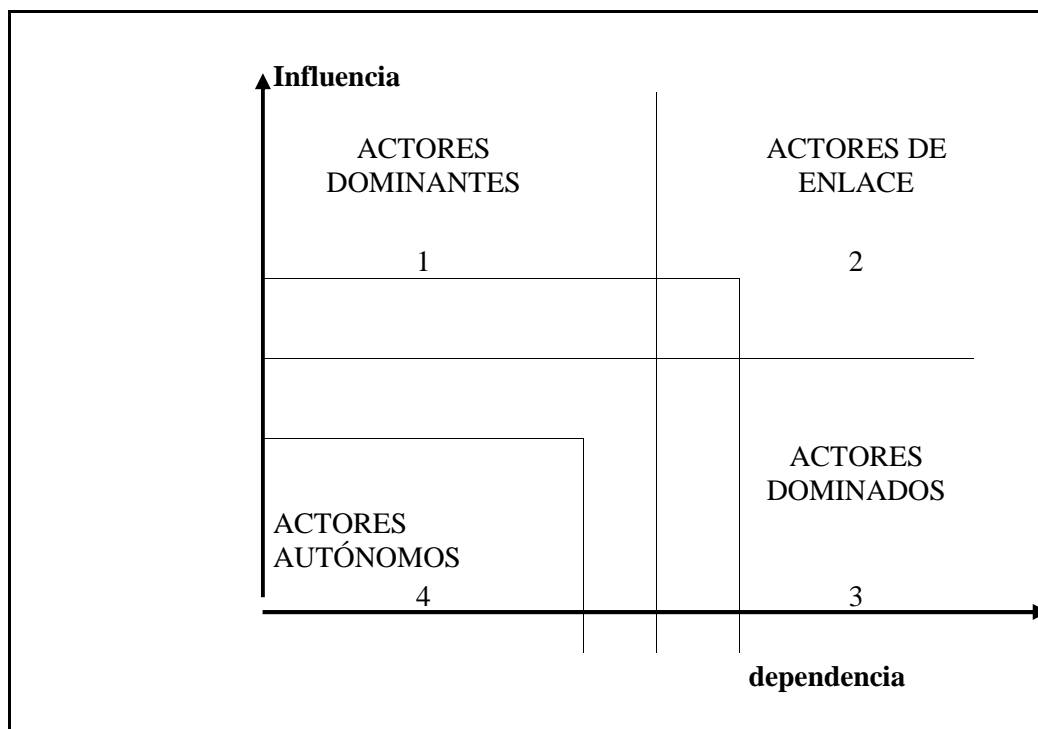 Influencia
ACTORES
DOMINANTES
1
ACTORES DE
ENLACE
2
ACTORES
AUTÓNOMOS
4
ACTORES
DOMINADOS
3
dependencia